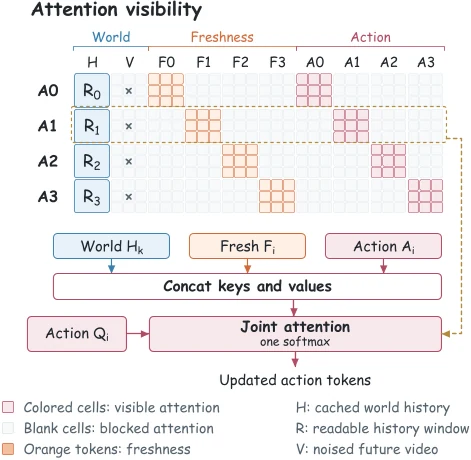 Attention visibility
World Freshness Action
H V F0 F1 F2 F3 A0 A1 A2 A3
A0 R0 ×
A1 R1 ×
A2 R2 ×
A3 R3 ×
World Hk Fresh Fi Action Ai
Concat keys and values
Action Qi Joint attention
one softmax
Updated action tokens
Colored cells: visible attention H: cached world history
Blank cells: blocked attention R: readable history window
Orange tokens: freshness V: noised future video